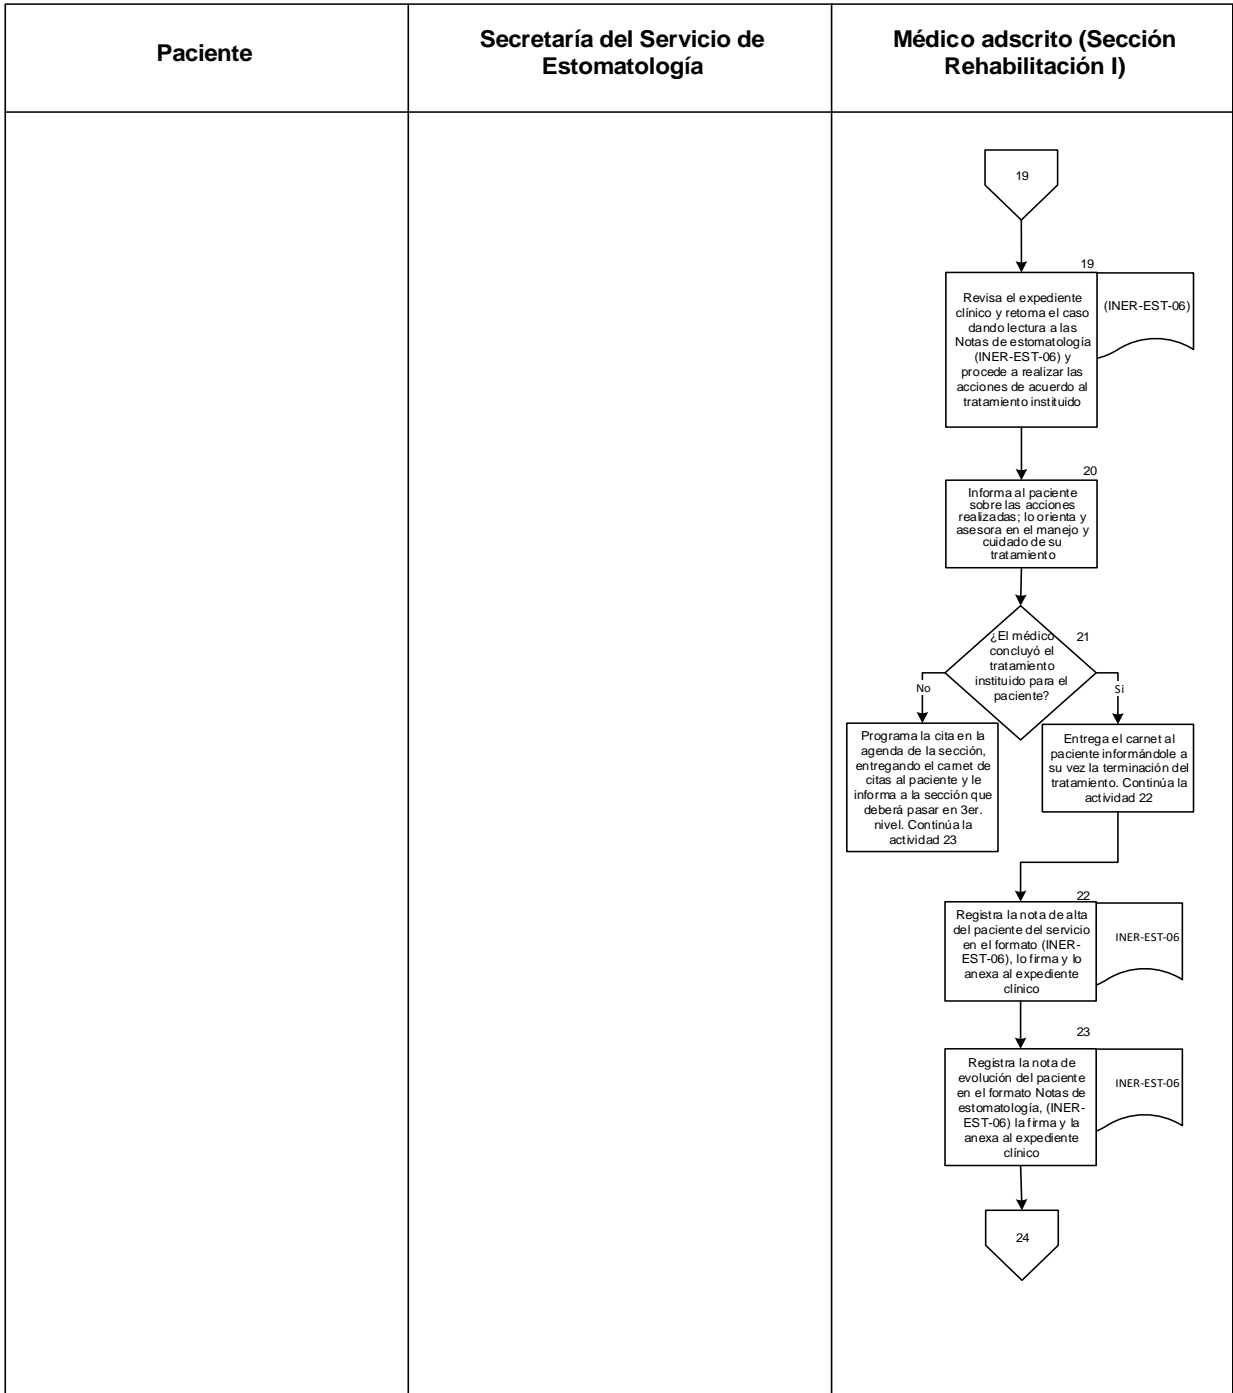 Paciente
Secretaría del Servicio de
Estomatología
Médico adscrito (Sección
Rehabilitación I)
19
19
Revisa el expediente
clínico y retoma el caso
dando lectura a las
Notas de estomatología
(INER-EST-06) y
procede a realizar las
acciones de acuerdo al
tratamiento instituido
(INER-EST-06)
20
Informa al paciente
sobre las acciones
realizadas; lo orienta y
asesora en el manejo y
cuidado de su
tratamiento
21
¿El médico
concluyó el
tratamiento
instituido para el
paciente?
No
Si
Programa la cita en la
agenda de la sección,
entregando el carnet de
citas al paciente y le
informa a la sección que
deberá pasar en 3er.
nivel. Continúa la
actividad 23
Entrega el carnet al
paciente informándole a
su vez la terminación del
tratamiento. Continúa la
actividad 22
22
Registra la nota de alta
del paciente del servicio
en el formato (INER-
EST-06), lo firma y lo
anexa al expediente
clínico
INER-EST-06
23
Registra la nota de
evolución del paciente
en el formato Notas de
estomatología, (INER-
EST-06) la firma y la
anexa al expediente
clínico
INER-EST-06
24